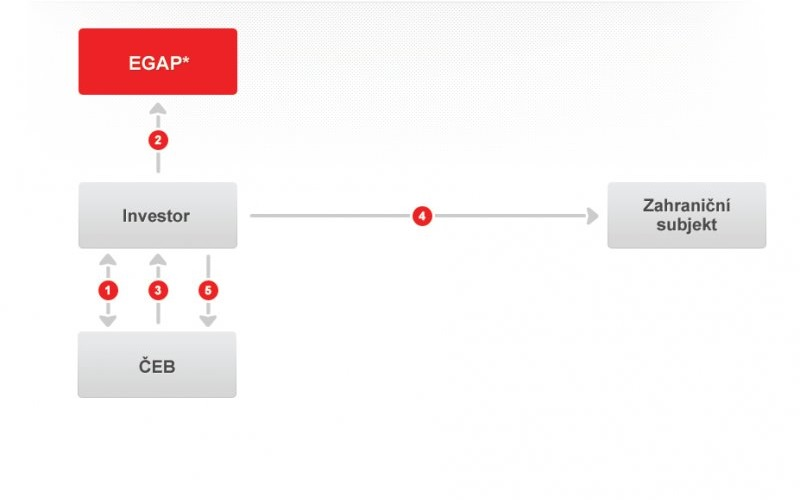 EGAP*
2
Investor
4
Zahraniční
subjekt
1
3
5
ČEB